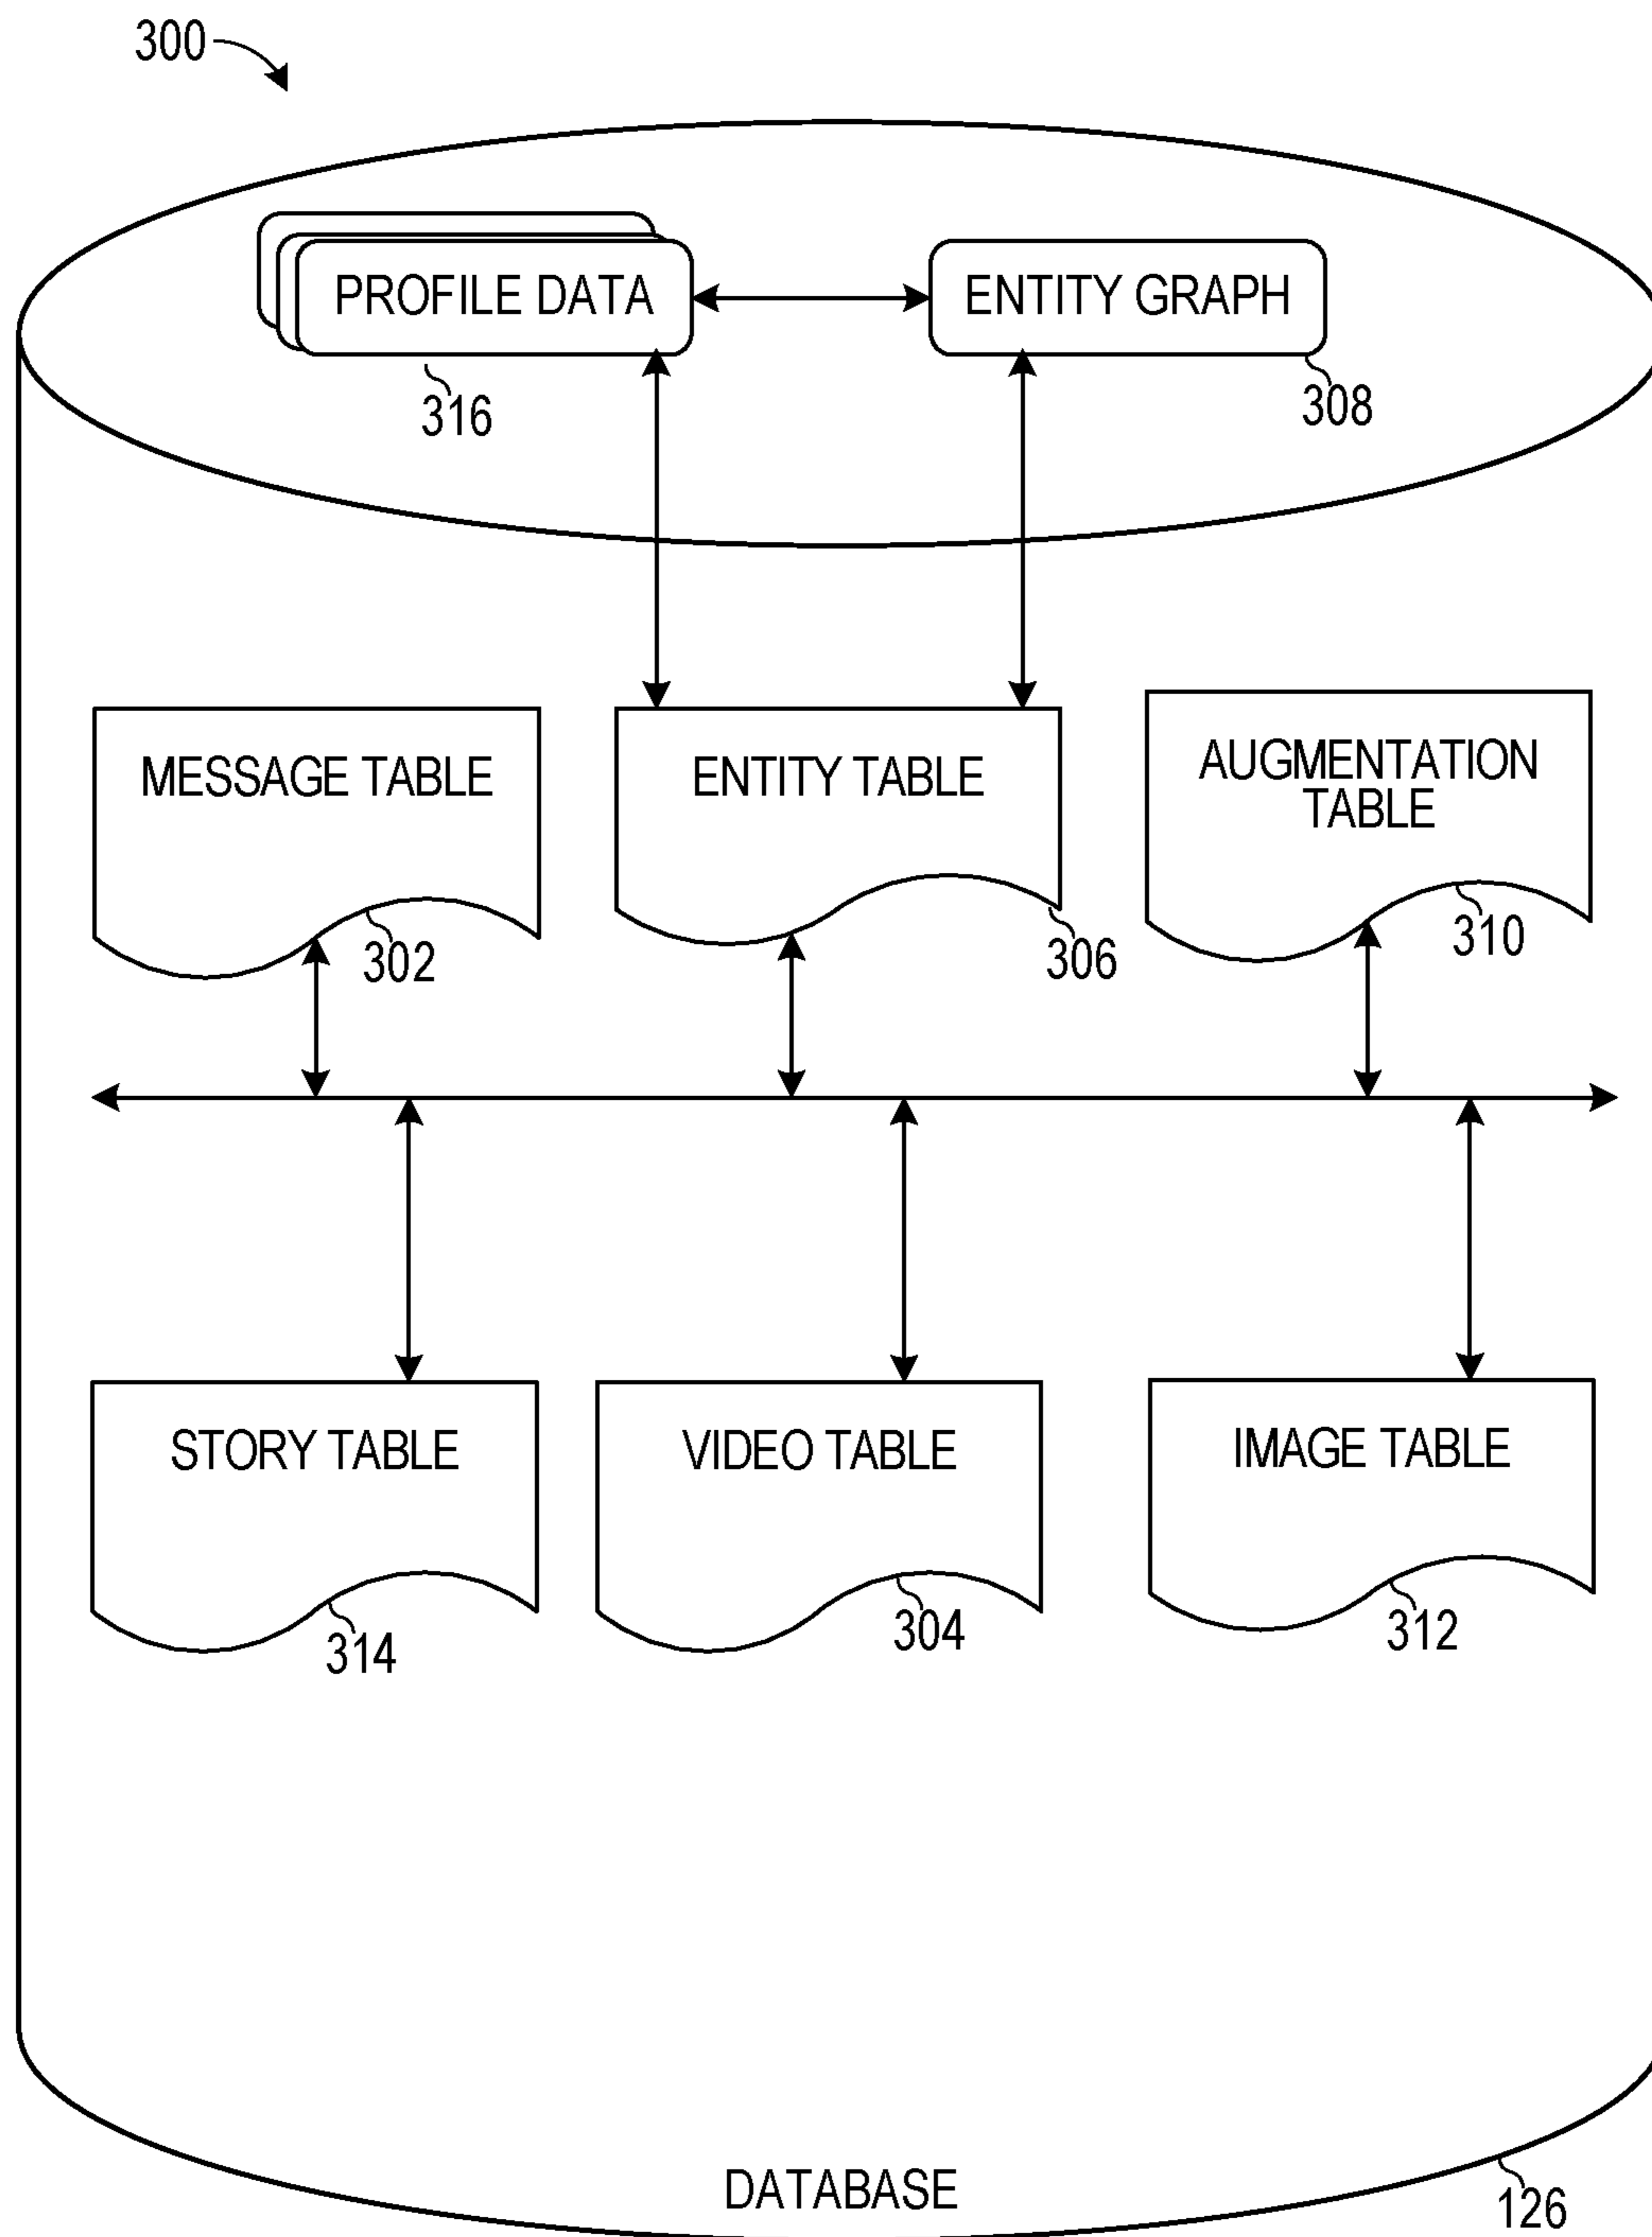 300
PROFILE DATA
ENTITY GRAPH
316
308
MESSAGE TABLE
ENTITY TABLE
AUGMENTATION
TABLE
302
306
310
STORY TABLE
VIDEO TABLE
IMAGE TABLE
314
304
312
DATABASE
126